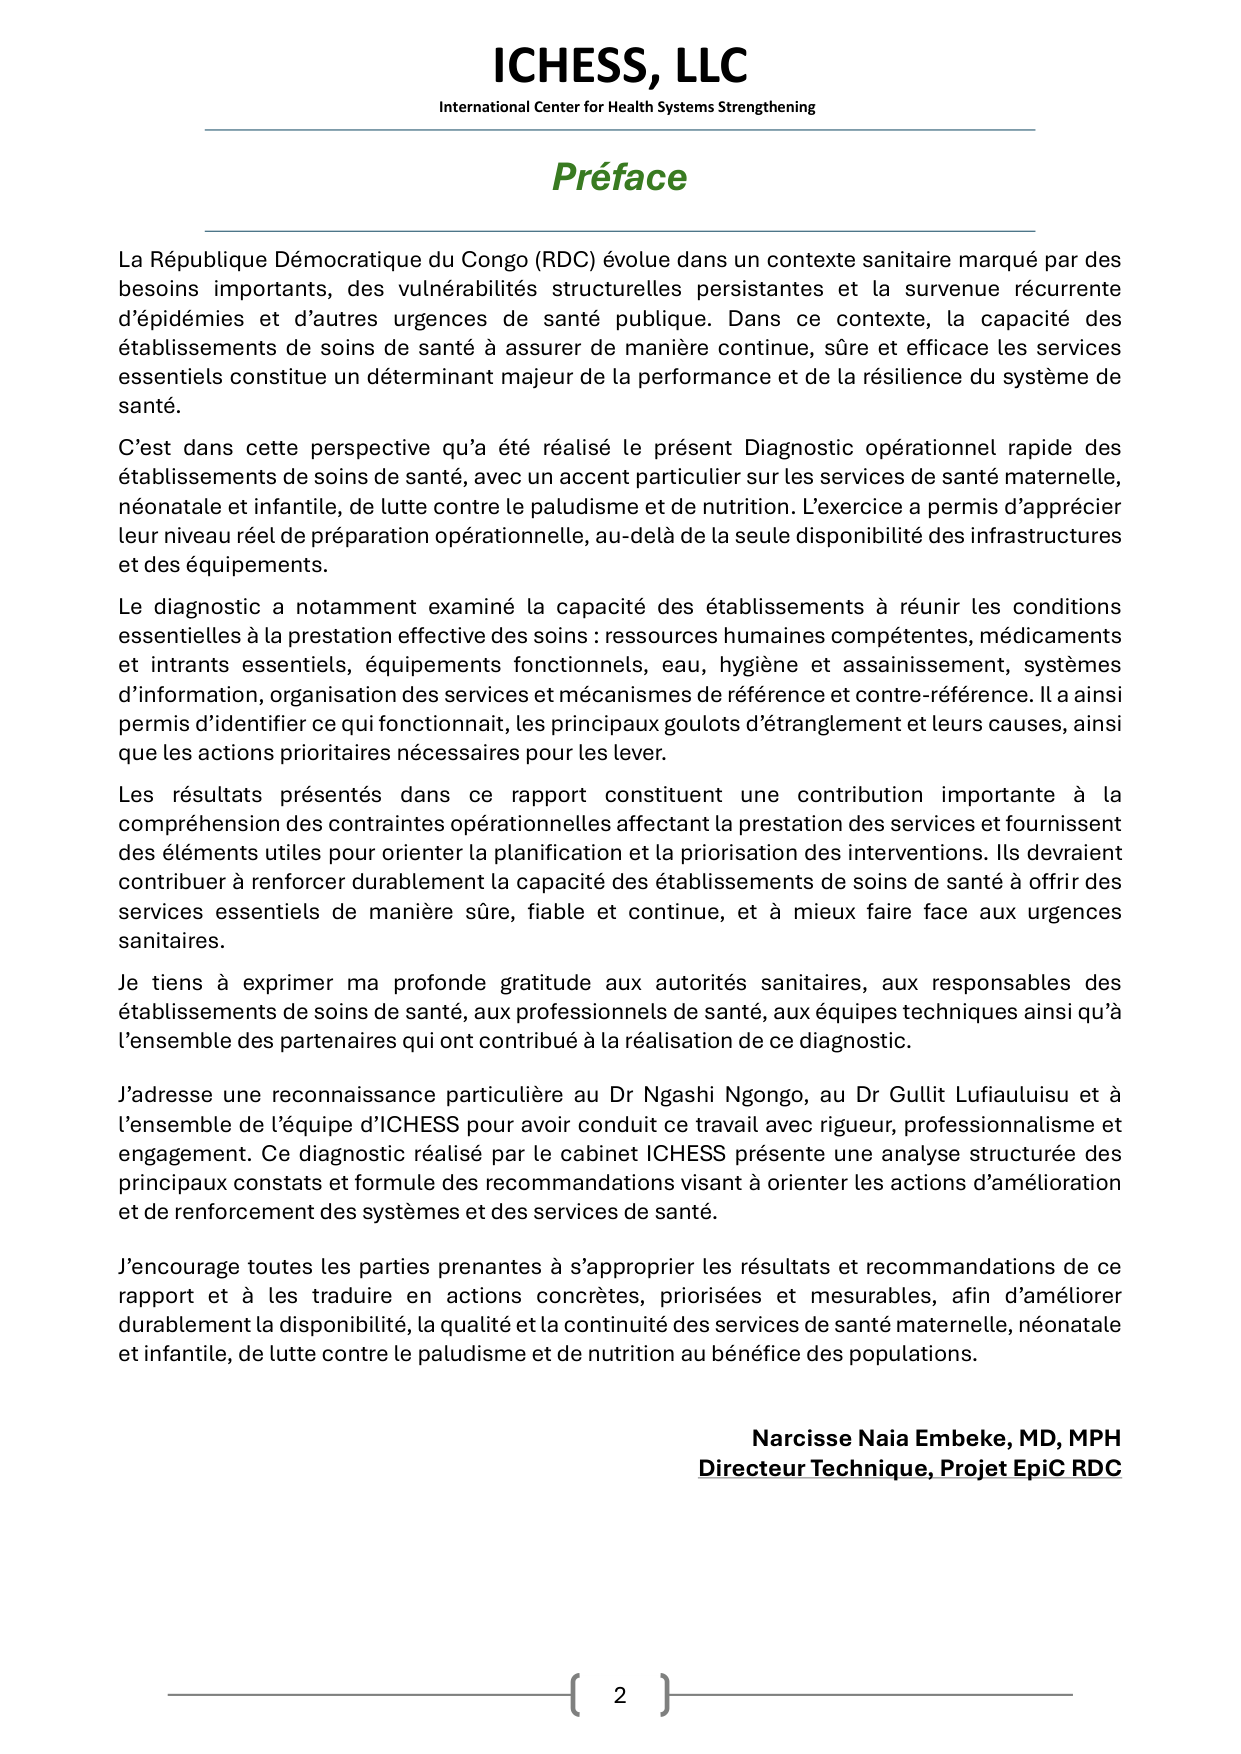 ICHESS, LLC
International Center for Health Systems Strengthening
Préface
La République Démocratique du Congo (RDC) évolue dans un contexte sanitaire marqué par des
besoins importants, des vulnérabilités structurelles persistantes et la survenue récurrente
d’épidémies et d’autres urgences de santé publique. Dans ce contexte, la capacité des
établissements de soins de santé à assurer de manière continue, sûre et efficace les services
essentiels constitue un déterminant majeur de la performance et de la résilience du système de
santé.
C’est dans cette perspective qu’a été réalisé le présent Diagnostic opérationnel rapide des
établissements de soins de santé, avec un accent particulier sur les services de santé maternelle,
néonatale et infantile, de lutte contre le paludisme et de nutrition. L’exercice a permis d’apprécier
leur niveau réel de préparation opérationnelle, au-delà de la seule disponibilité des infrastructures
et des équipements.
Le diagnostic a notamment examiné la capacité des établissements à réunir les conditions
essentielles à la prestation effective des soins : ressources humaines compétentes, médicaments
et intrants essentiels, équipements fonctionnels, eau, hygiène et assainissement, systèmes
d’information, organisation des services et mécanismes de référence et contre-référence. Il a ainsi
permis d’identifier ce qui fonctionnait, les principaux goulots d’étranglement et leurs causes, ainsi
que les actions prioritaires nécessaires pour les lever.
Les résultats présentés dans ce rapport constituent une contribution importante à la
compréhension des contraintes opérationnelles affectant la prestation des services et fournissent
des éléments utiles pour orienter la planification et la priorisation des interventions. Ils devraient
contribuer à renforcer durablement la capacité des établissements de soins de santé à offrir des
services essentiels de manière sûre, fiable et continue, et à mieux faire face aux urgences
sanitaires.
Je tiens à exprimer ma profonde gratitude aux autorités sanitaires, aux responsables des
établissements de soins de santé, aux professionnels de santé, aux équipes techniques ainsi qu’à
l’ensemble des partenaires qui ont contribué à la réalisation de ce diagnostic.
J’adresse une reconnaissance particulière au Dr Ngashi Ngongo, au Dr Gullit Lufiauluisu et à
l’ensemble de l’équipe d’ICHESS pour avoir conduit ce travail avec rigueur, professionnalisme et
engagement. Ce diagnostic réalisé par le cabinet ICHESS présente une analyse structurée des
principaux constats et formule des recommandations visant à orienter les actions d’amélioration
et de renforcement des systèmes et des services de santé.
J’encourage toutes les parties prenantes à s’approprier les résultats et recommandations de ce
rapport et à les traduire en actions concrètes, priorisées et mesurables, afin d’améliorer
durablement la disponibilité, la qualité et la continuité des services de santé maternelle, néonatale
et infantile, de lutte contre le paludisme et de nutrition au bénéfice des populations.
Narcisse Naia Embeke, MD, MPH
Directeur Technique, Projet EpiC RDC
2